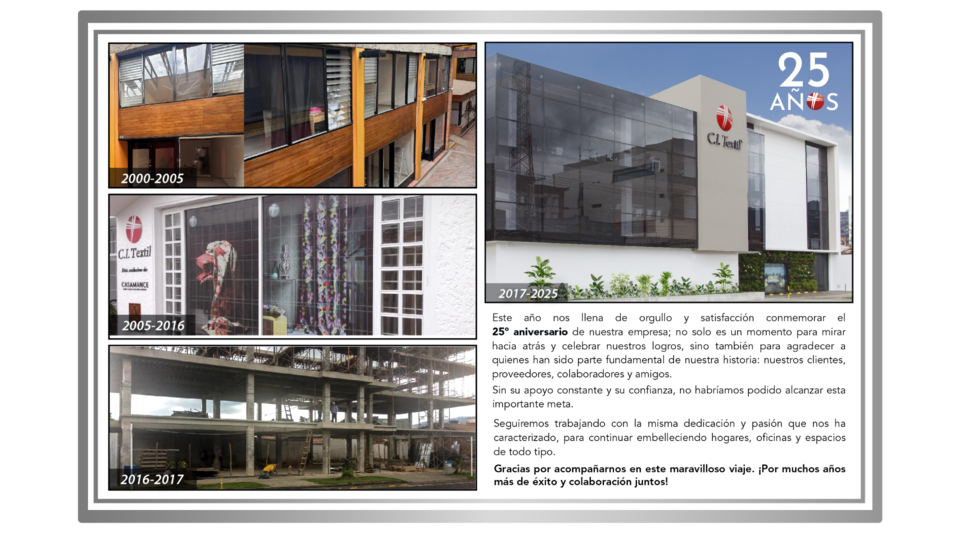 2000-2005
C.I. Textil
CASAMANCE
2005-2016
2016-2017
25
AÑOS
C.I. Textil
2017-2025
Este año nos llena de orgullo y satisfacción conmemorar el
25º aniversario de nuestra empresa; no solo es un momento para mirar
hacia atrás y celebrar nuestros logros, sino también para agradecer a
quienes han sido parte fundamental de nuestra historia: nuestros clientes,
proveedores, colaboradores y amigos.
Sin su apoyo constante y su confianza, no habríamos podido alcanzar esta
importante meta.
Seguiremos trabajando con la misma dedicación y pasión que nos ha
caracterizado, para continuar embelleciendo hogares, oficinas y espacios
de todo tipo.
Gracias por acompañarnos en este maravilloso viaje. ¡Por muchos años
más de éxito y colaboración juntos!